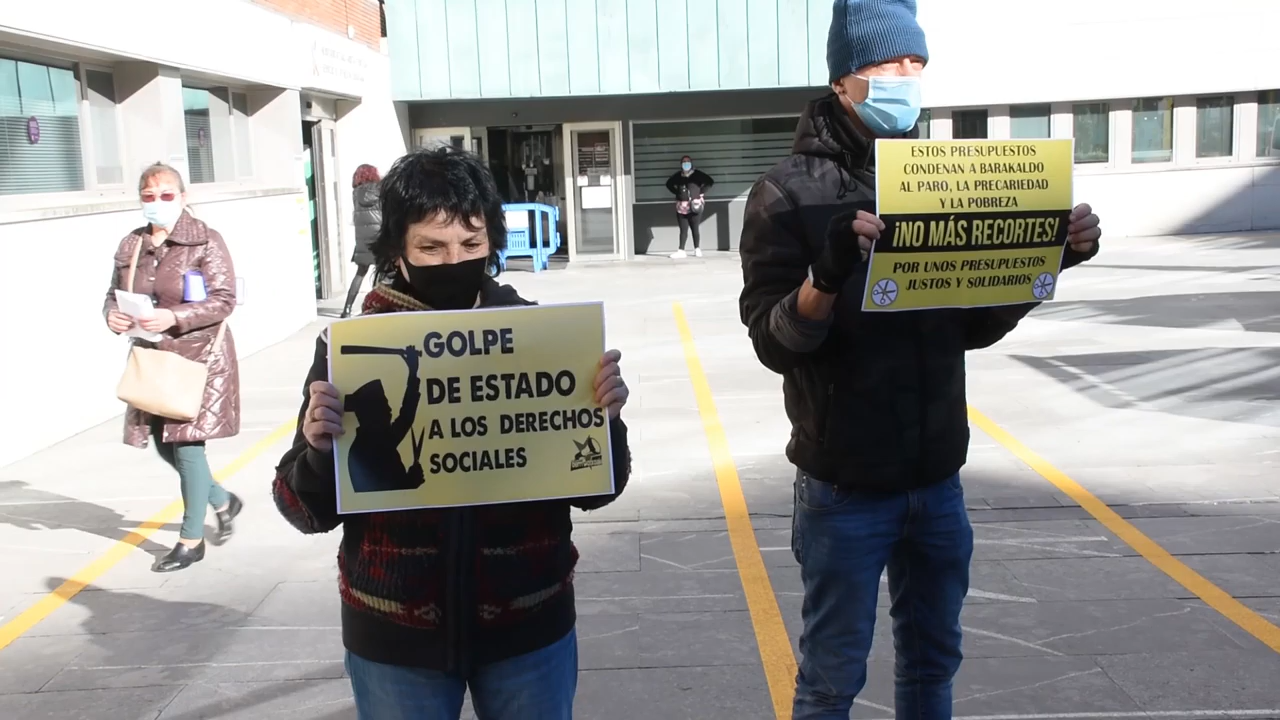 GOLPE
DE ESTADO
A LOS DERECHOS
SOCIALES
ESTOS PRESUPUESTOS
CONDENAN A BARAKALDO
AL PARO, LA PRECARIEDAD
Y LA POBREZA
¡NO MÁS RECORTES!
POR UNOS PRESUPUESTOS
JUSTOS Y SOLIDARIOS